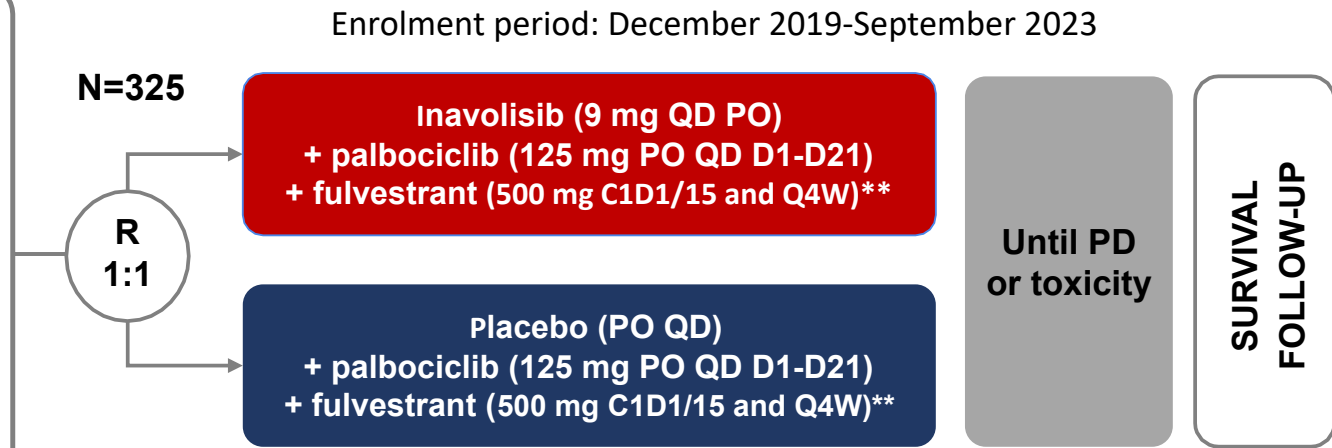 Enrolment period: December 2019-September 2023
N=325
R
1:1
Inavolisib (9 mg QD PO)
+ palbociclib (125 mg PO QD D1-D21)
+ fulvestrant (500 mg C1D1/15 and Q4W)**
Placebo (PO QD)
+ palbociclib (125 mg PO QD D1-D21)
+ fulvestrant (500 mg C1D1/15 and Q4W)**
Until PD
or toxicity
SURVIVAL
FOLLOW-UP